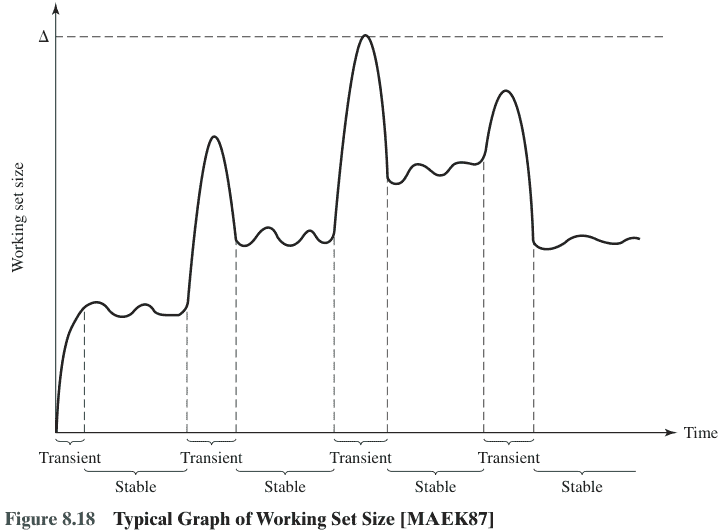 Δ
Working set size
Time
Transient Transient Transient Transient
Stable Stable Stable Stable
Figure 8.18 Typical Graph of Working Set Size [MAEK87]